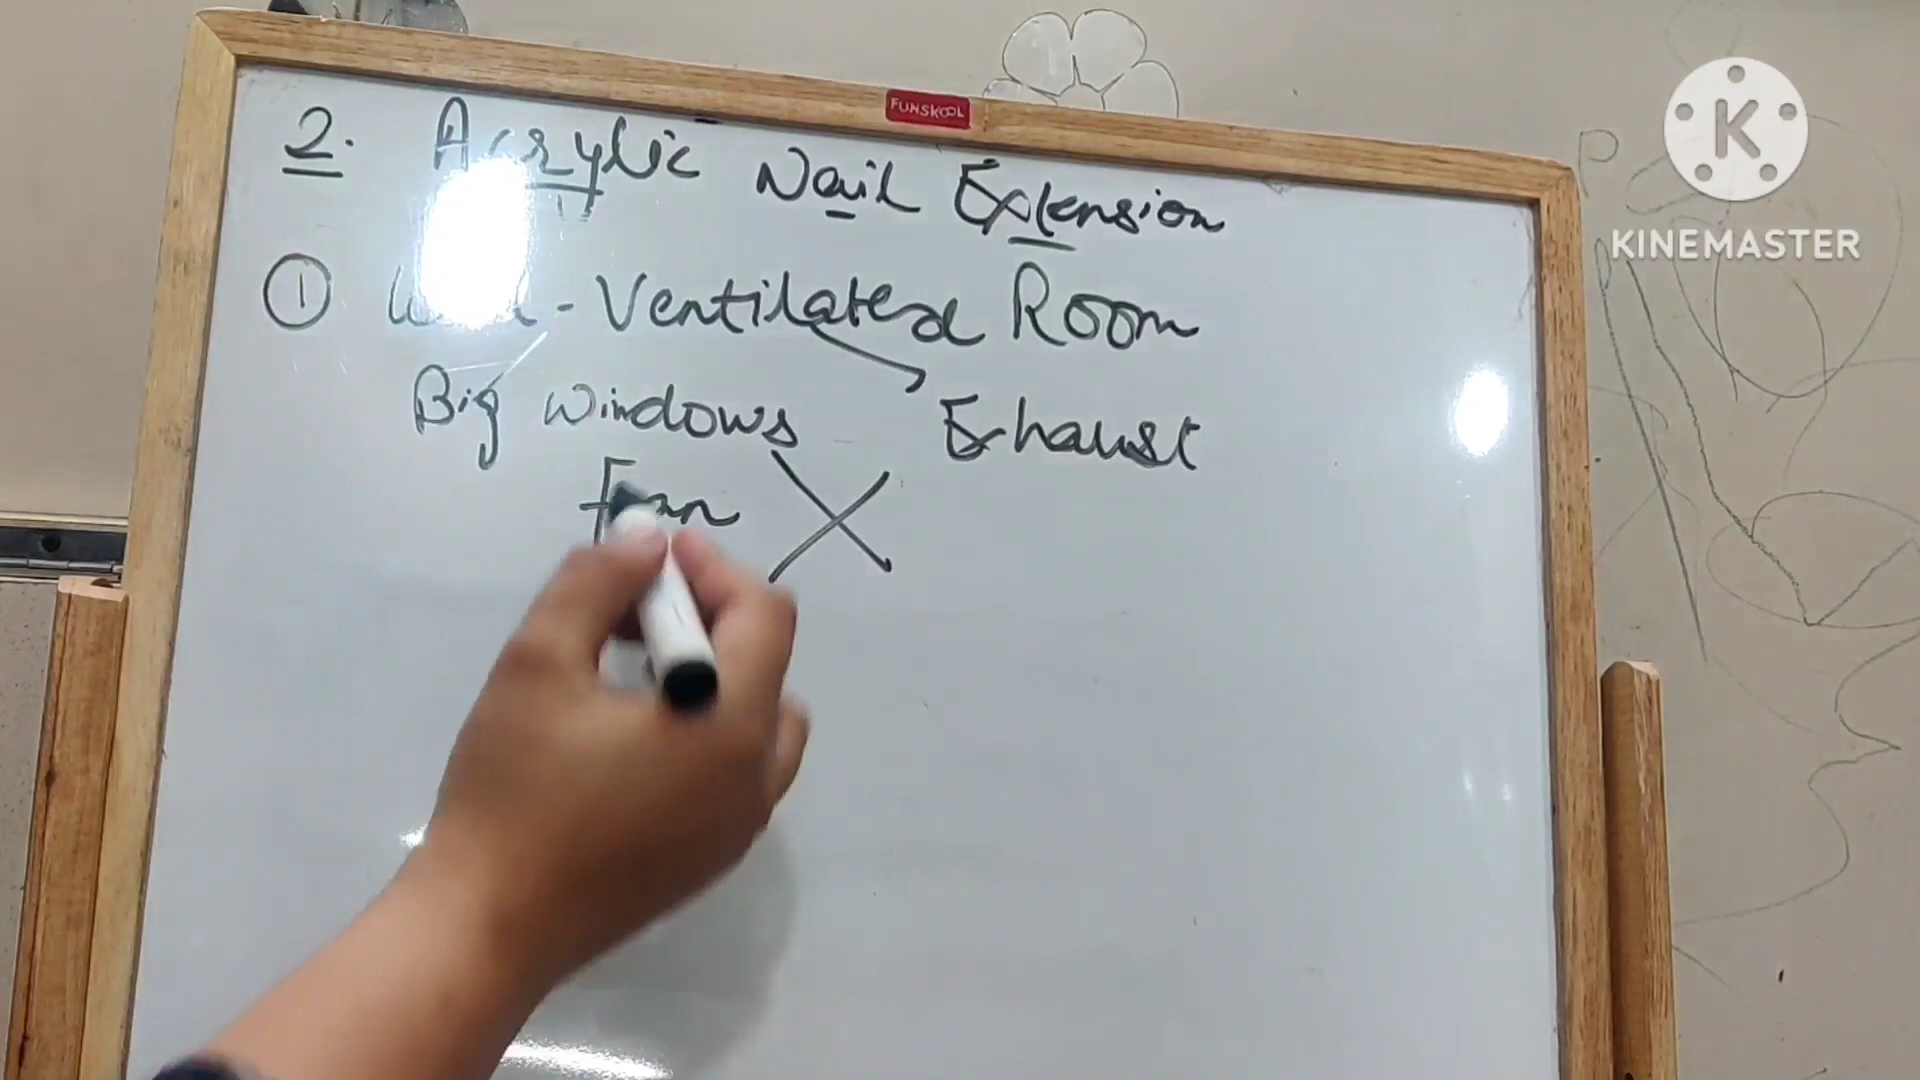 FUNSKOOL
KINEMASTER
2. Acrylic Nail Extension
① Well-Ventilated Room
Big Windows Exhaust
Fan